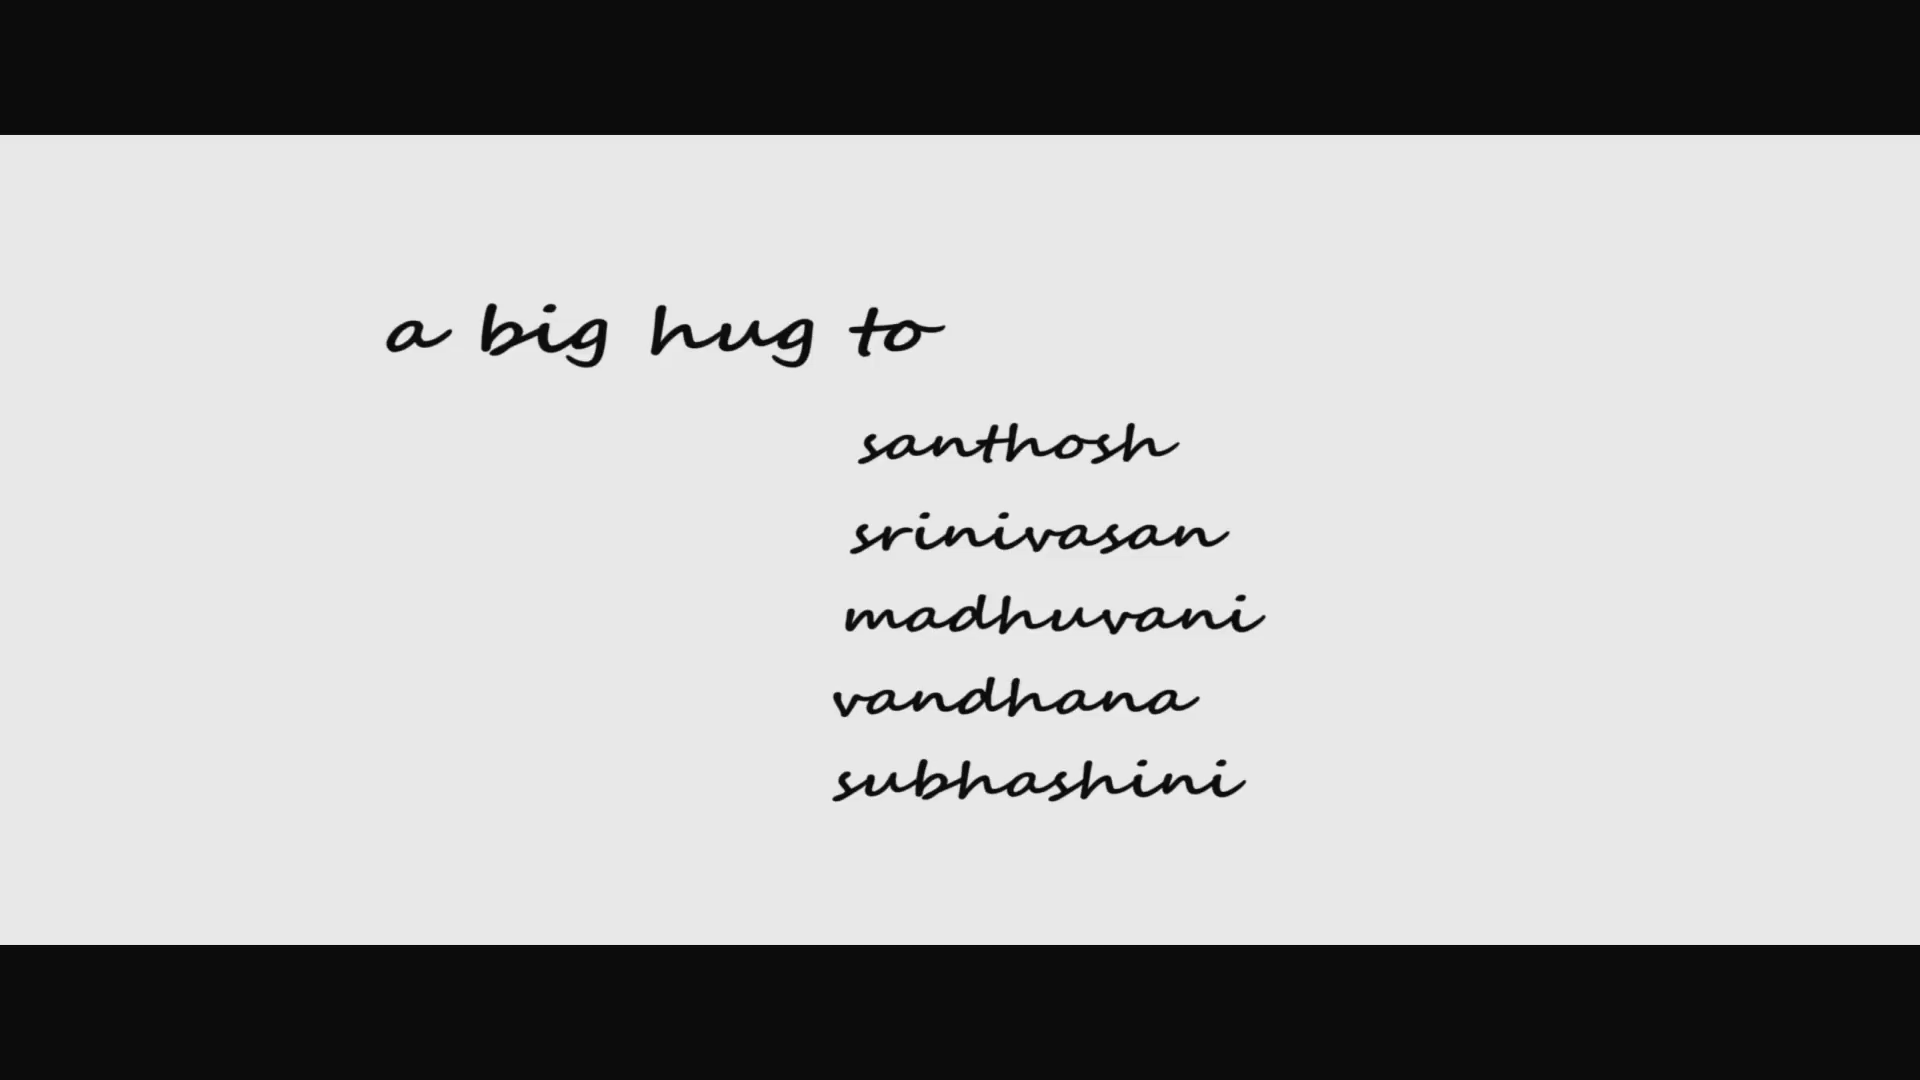 a big hug to
santhosh
srinivasan
madhuvani
vandhana
subhashini